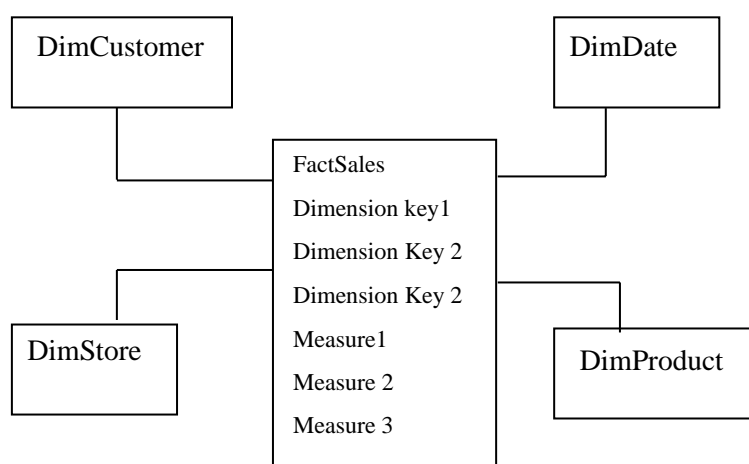 DimCustomer
DimDate
FactSales
Dimension key1
Dimension Key 2
Dimension Key 2
Measure1
Measure 2
Measure 3
DimStore
DimProduct